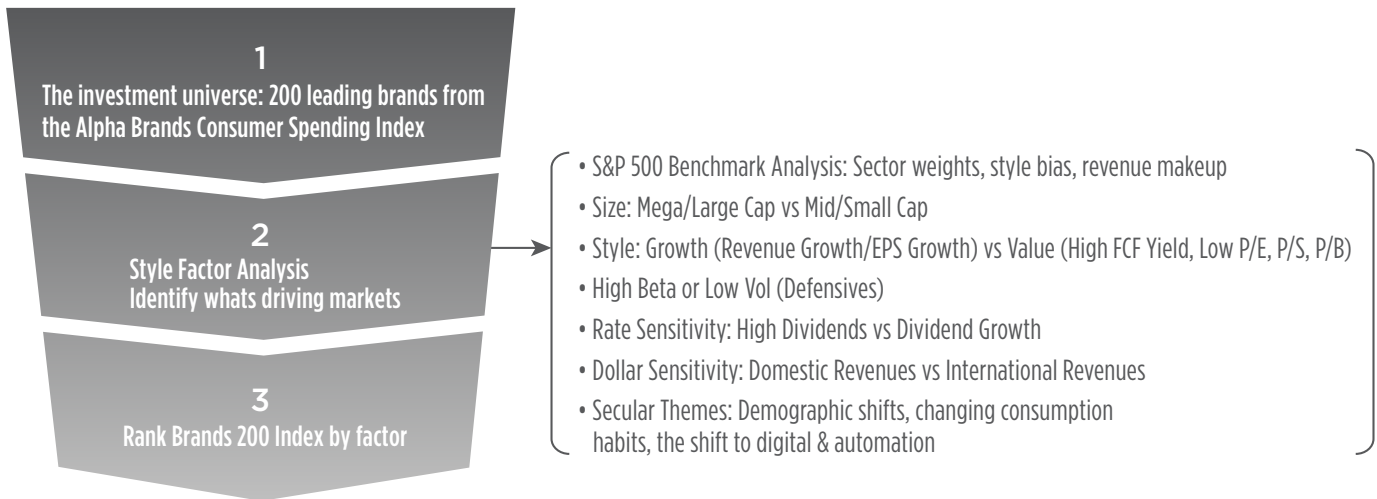 1
The investment universe: 200 leading brands from
the Alpha Brands Consumer Spending Index
2
Style Factor Analysis
Identify whats driving markets
3
Rank Brands 200 Index by factor
• S&P 500 Benchmark Analysis: Sector weights, style bias, revenue makeup
• Size: Mega/Large Cap vs Mid/Small Cap
• Style: Growth (Revenue Growth/EPS Growth) vs Value (High FCF Yield, Low P/E, P/S, P/B)
• High Beta or Low Vol (Defensives)
• Rate Sensitivity: High Dividends vs Dividend Growth
• Dollar Sensitivity: Domestic Revenues vs International Revenues
• Secular Themes: Demographic shifts, changing consumption
habits, the shift to digital & automation